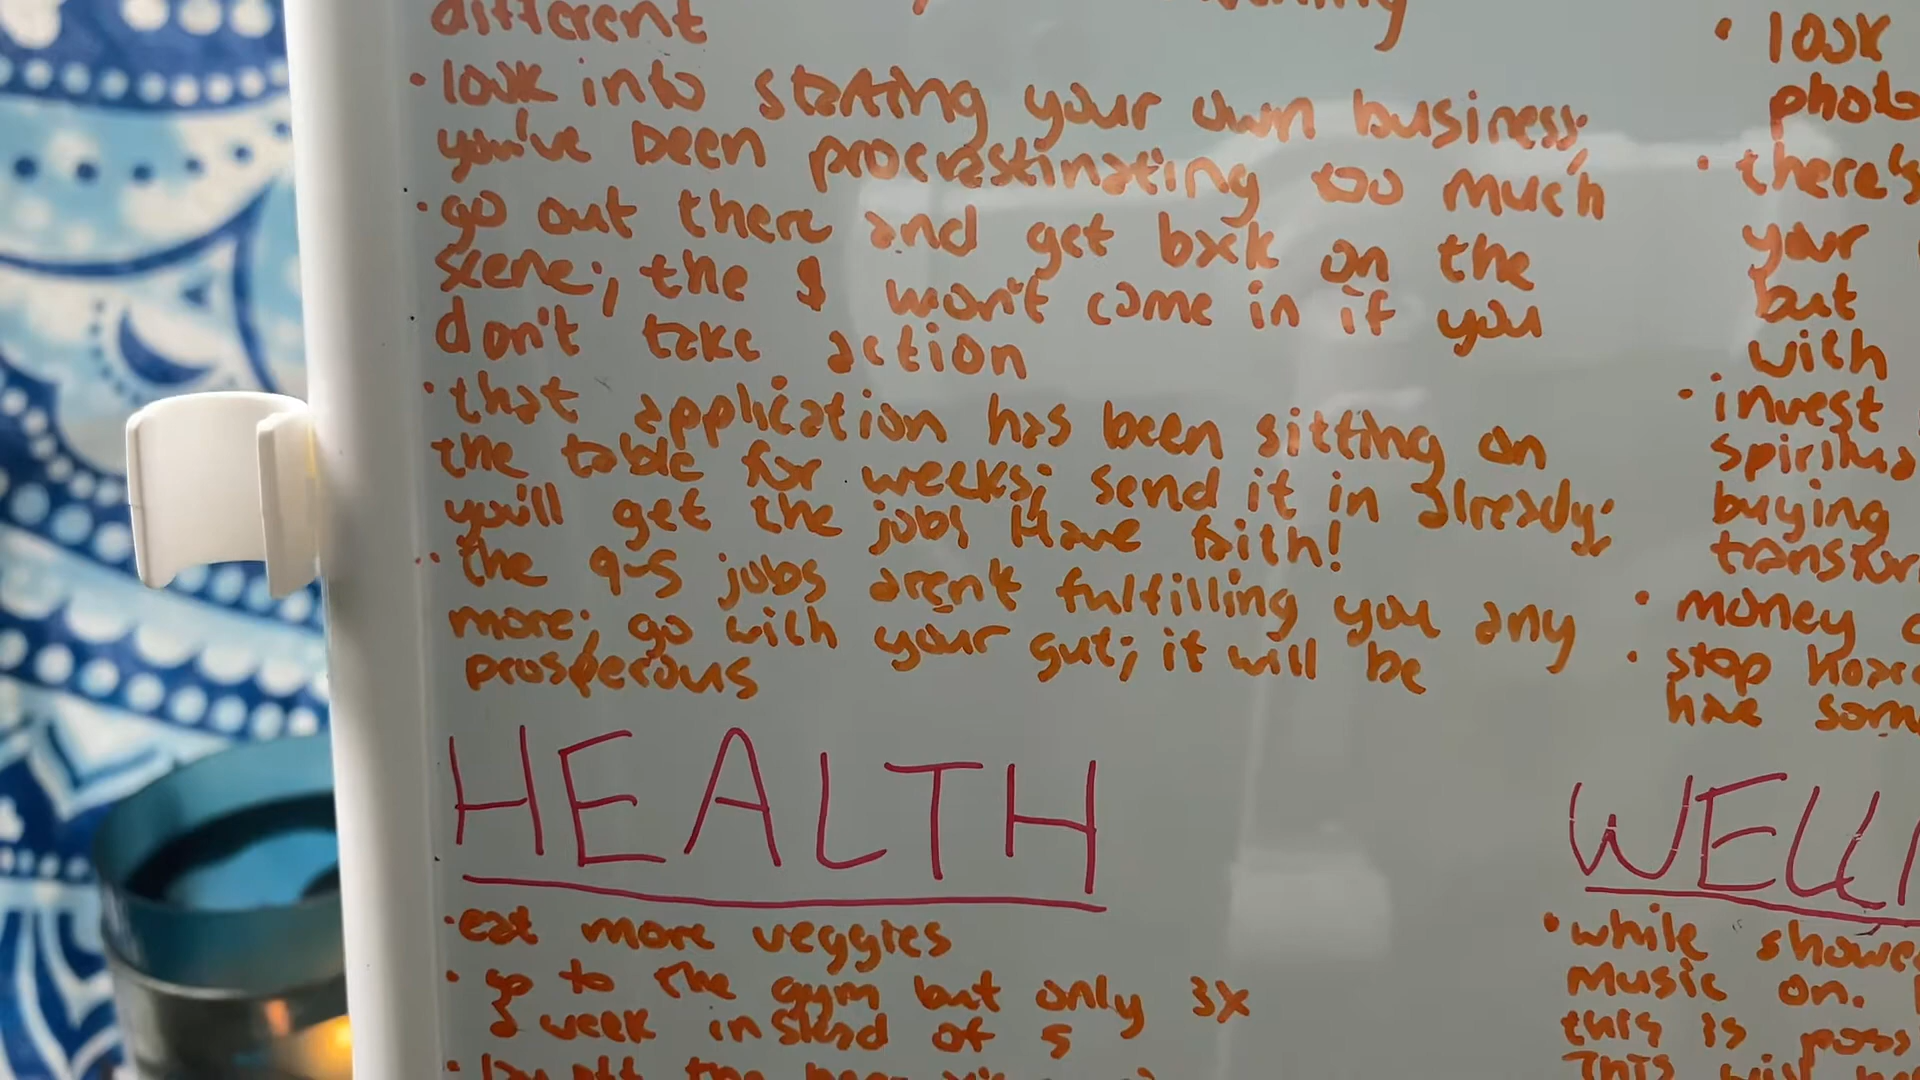 different
• look into starting your own business;
you've been procrastinating too much
• go out there and get back on the
scene; the $ won't come in if you
don't take action
• that application has been sitting on
the table for weeks; send it in already;
you'll get the job! Have faith!
• the 9-5 jobs aren't fulfilling you any
more; go with your gut; it will be
prosperous
HEALTH
• eat more veggies
• go to the gym but only 3x
a week instead of 5
• look
• there's
your
but
with
• invest
buying
• money
• stop
have
• while
music on.
this is
This